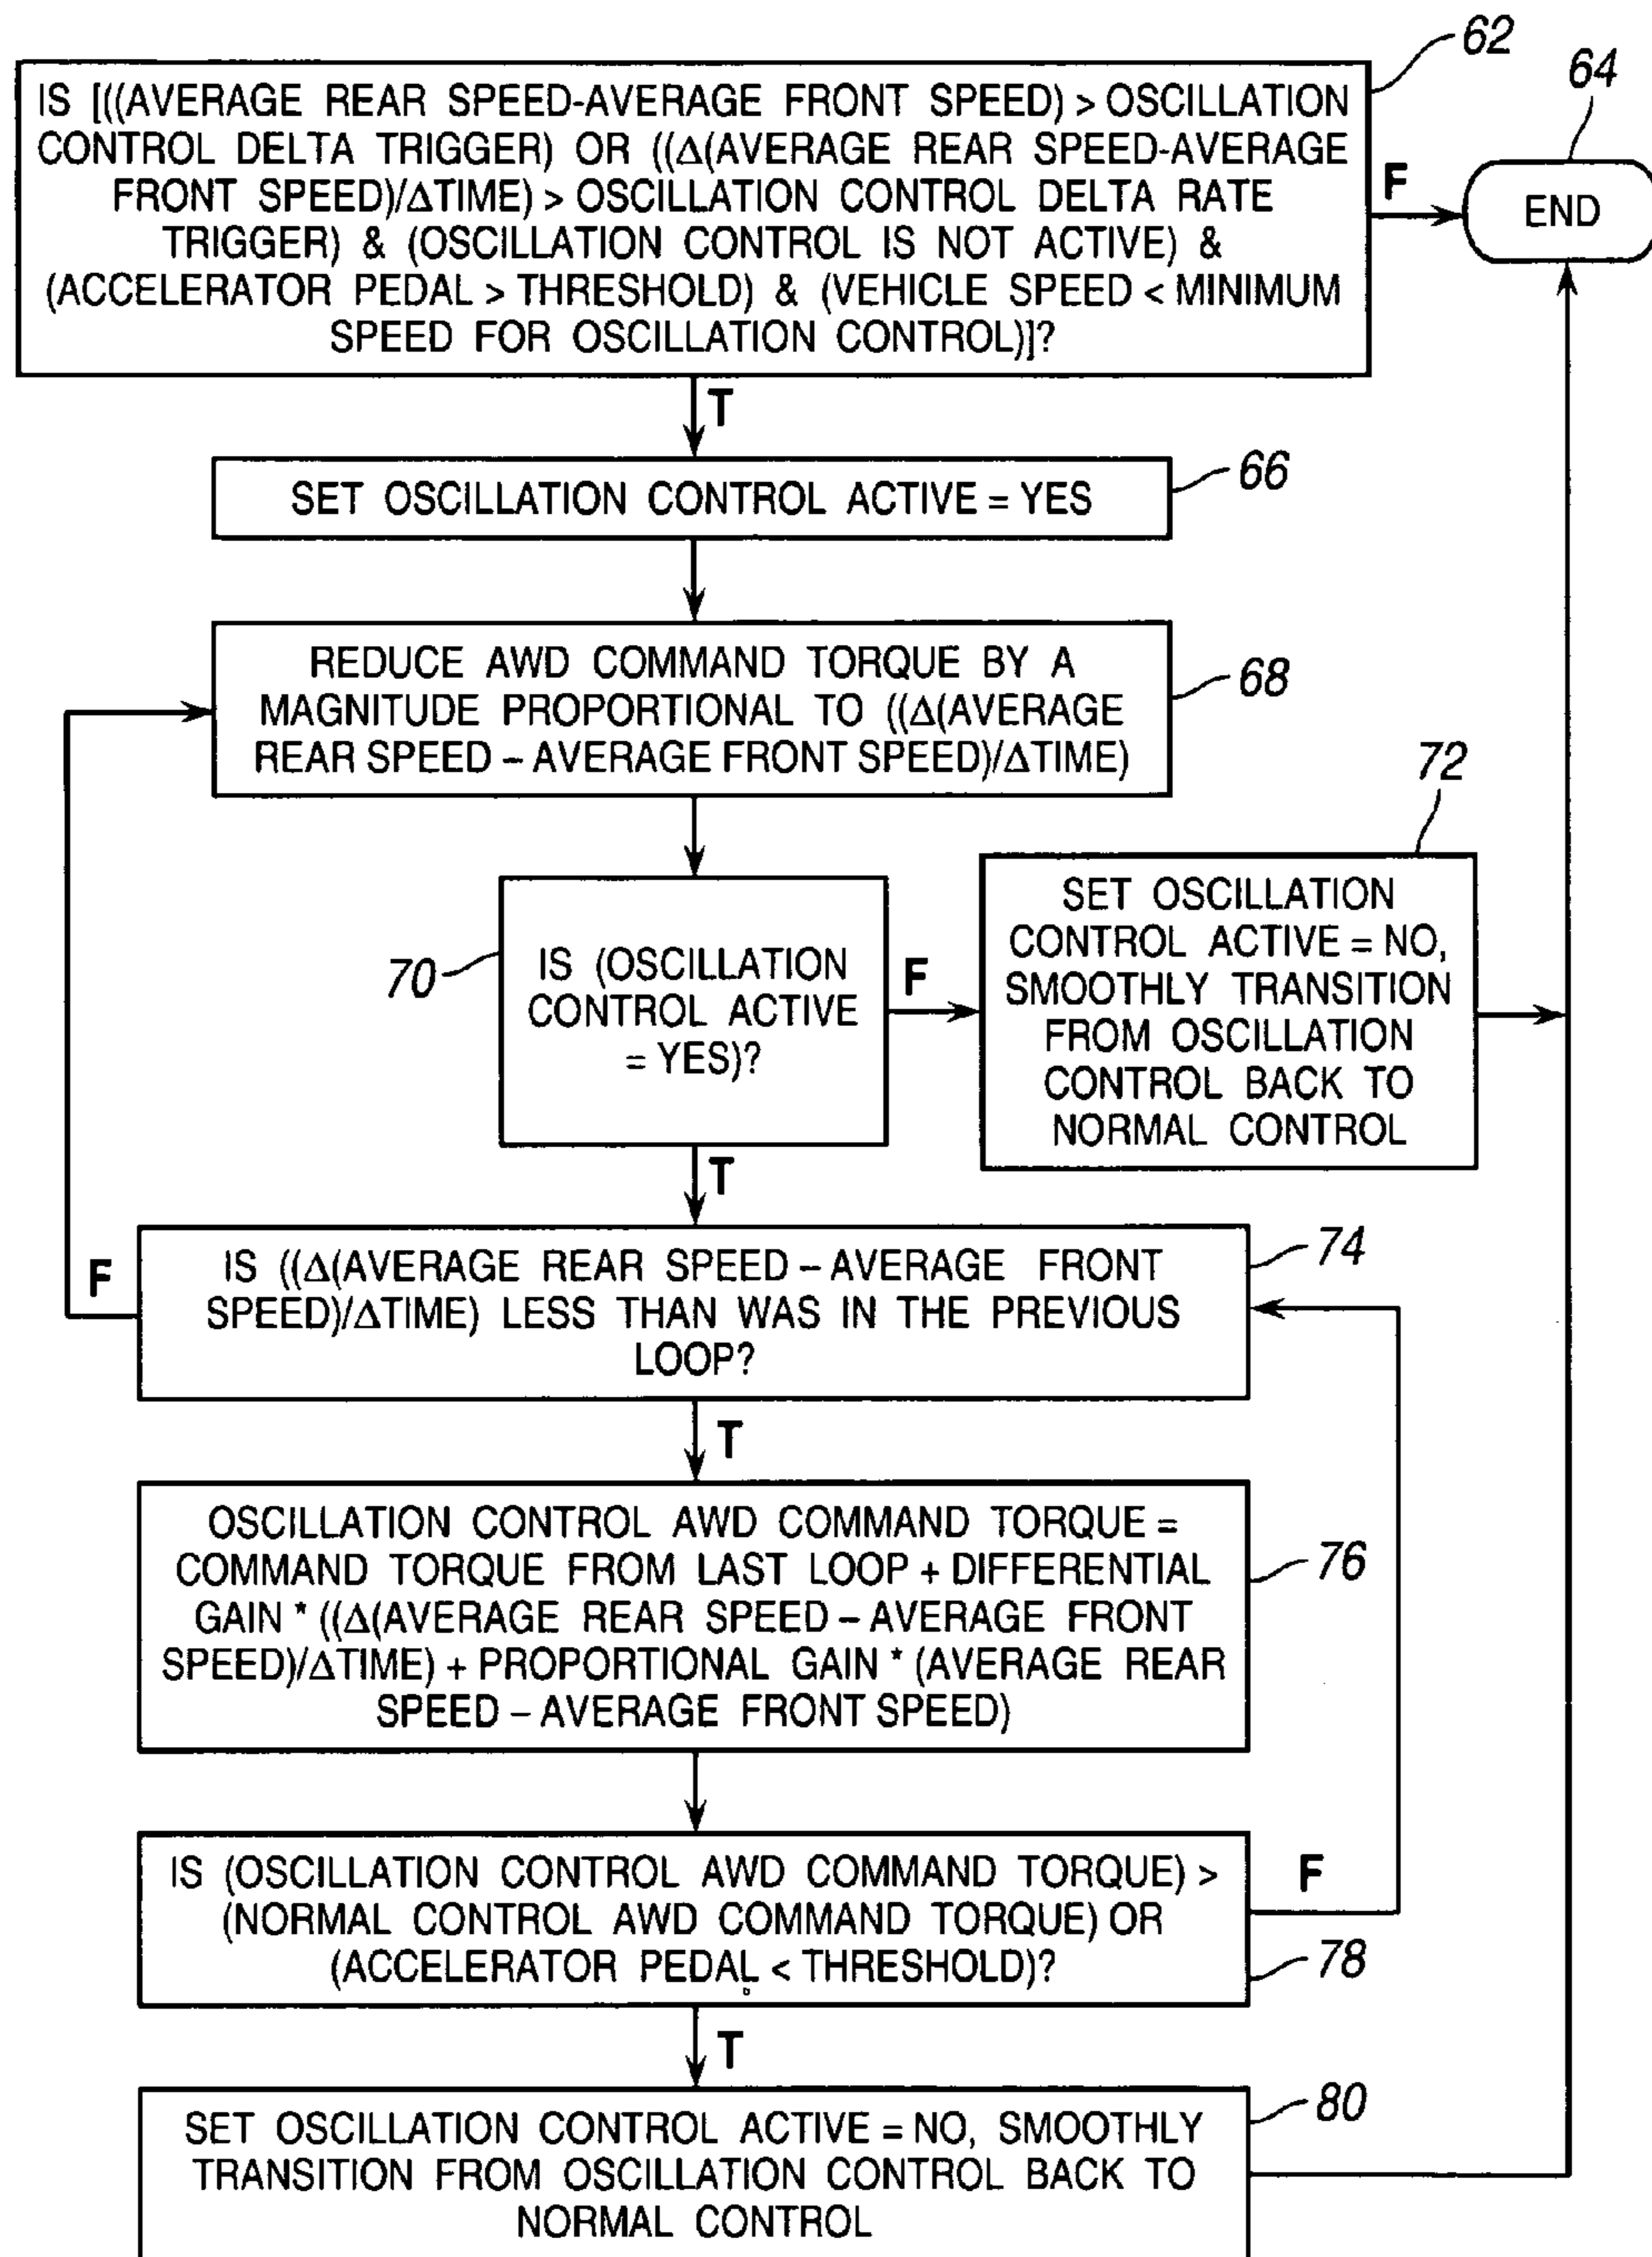 62
64
IS [((AVERAGE REAR SPEED-AVERAGE FRONT SPEED) > OSCILLATION
CONTROL DELTA TRIGGER) OR ((Δ(AVERAGE REAR SPEED-AVERAGE
FRONT SPEED)/ΔTIME) > OSCILLATION CONTROL DELTA RATE
TRIGGER) & (OSCILLATION CONTROL IS NOT ACTIVE) &
(ACCELERATOR PEDAL > THRESHOLD) & (VEHICLE SPEED < MINIMUM
SPEED FOR OSCILLATION CONTROL)]?
F
END
T
SET OSCILLATION CONTROL ACTIVE = YES
66
REDUCE AWD COMMAND TORQUE BY A
MAGNITUDE PROPORTIONAL TO ((Δ(AVERAGE
REAR SPEED – AVERAGE FRONT SPEED)/ΔTIME)
68
70
IS (OSCILLATION
CONTROL ACTIVE
= YES)?
F
72
SET OSCILLATION
CONTROL ACTIVE = NO,
SMOOTHLY TRANSITION
FROM OSCILLATION
CONTROL BACK TO
NORMAL CONTROL
T
F
IS ((Δ(AVERAGE REAR SPEED – AVERAGE FRONT
SPEED)/ΔTIME) LESS THAN WAS IN THE PREVIOUS
LOOP?
74
T
OSCILLATION CONTROL AWD COMMAND TORQUE =
COMMAND TORQUE FROM LAST LOOP + DIFFERENTIAL
GAIN * ((Δ(AVERAGE REAR SPEED – AVERAGE FRONT
SPEED)/ΔTIME) + PROPORTIONAL GAIN * (AVERAGE REAR
SPEED – AVERAGE FRONT SPEED)
76
IS (OSCILLATION CONTROL AWD COMMAND TORQUE) >
(NORMAL CONTROL AWD COMMAND TORQUE) OR
(ACCELERATOR PEDAL < THRESHOLD)?
F
78
T
SET OSCILLATION CONTROL ACTIVE = NO, SMOOTHLY
TRANSITION FROM OSCILLATION CONTROL BACK TO
NORMAL CONTROL
80